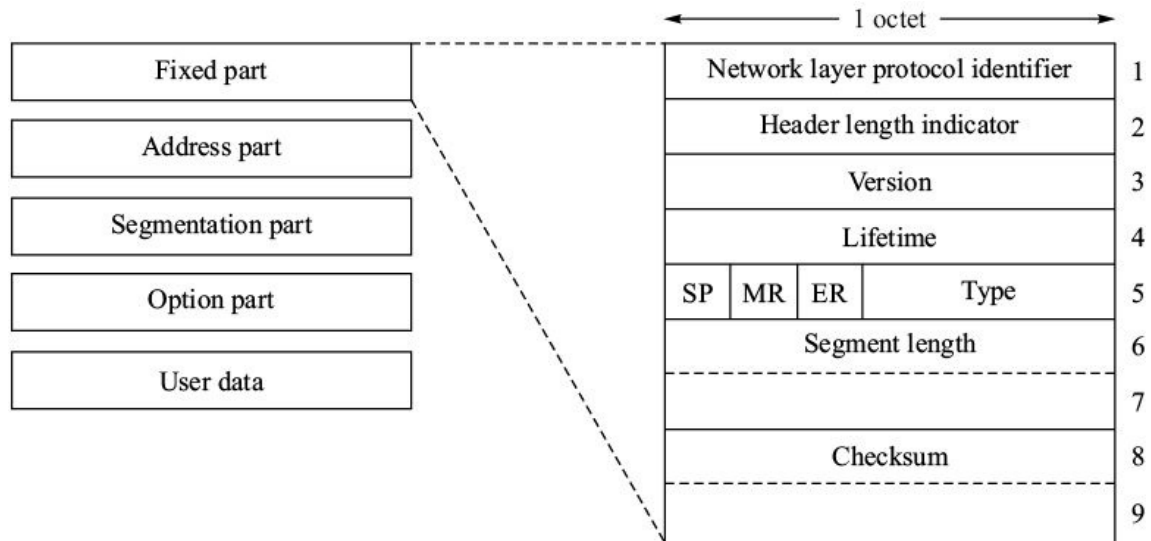 1 octet
Fixed part
Address part
Segmentation part
Option part
User data
Network layer protocol identifier 1
Header length indicator 2
Version 3
Lifetime 4
SP MR ER Type 5
Segment length 6
7
Checksum 8
9